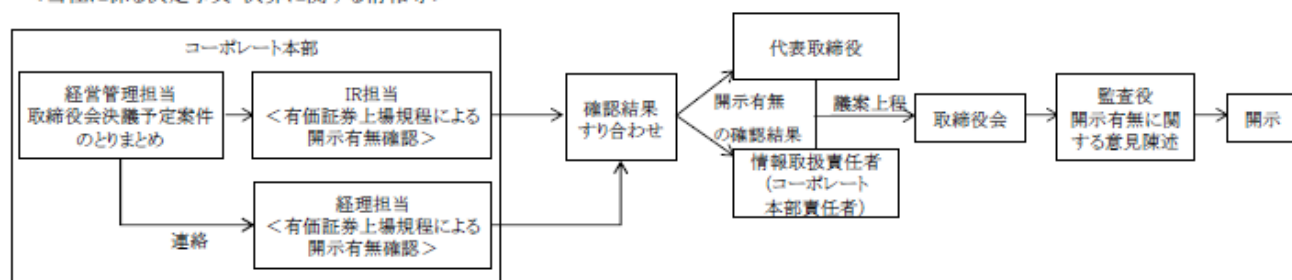 コーポレート本部
経営管理担当
取締役会決議予定案件
のとりまとめ
IR担当
＜有価証券上場規程による
開示有無確認＞
連絡
経理担当
＜有価証券上場規程による
開示有無確認＞
確認結果
すり合わせ
代表取締役
開示有無
の確認結果
情報取扱責任者
(コーポレート
本部責任者)
議案上程
取締役会
監査役
開示有無に関
する意見陳述
開示